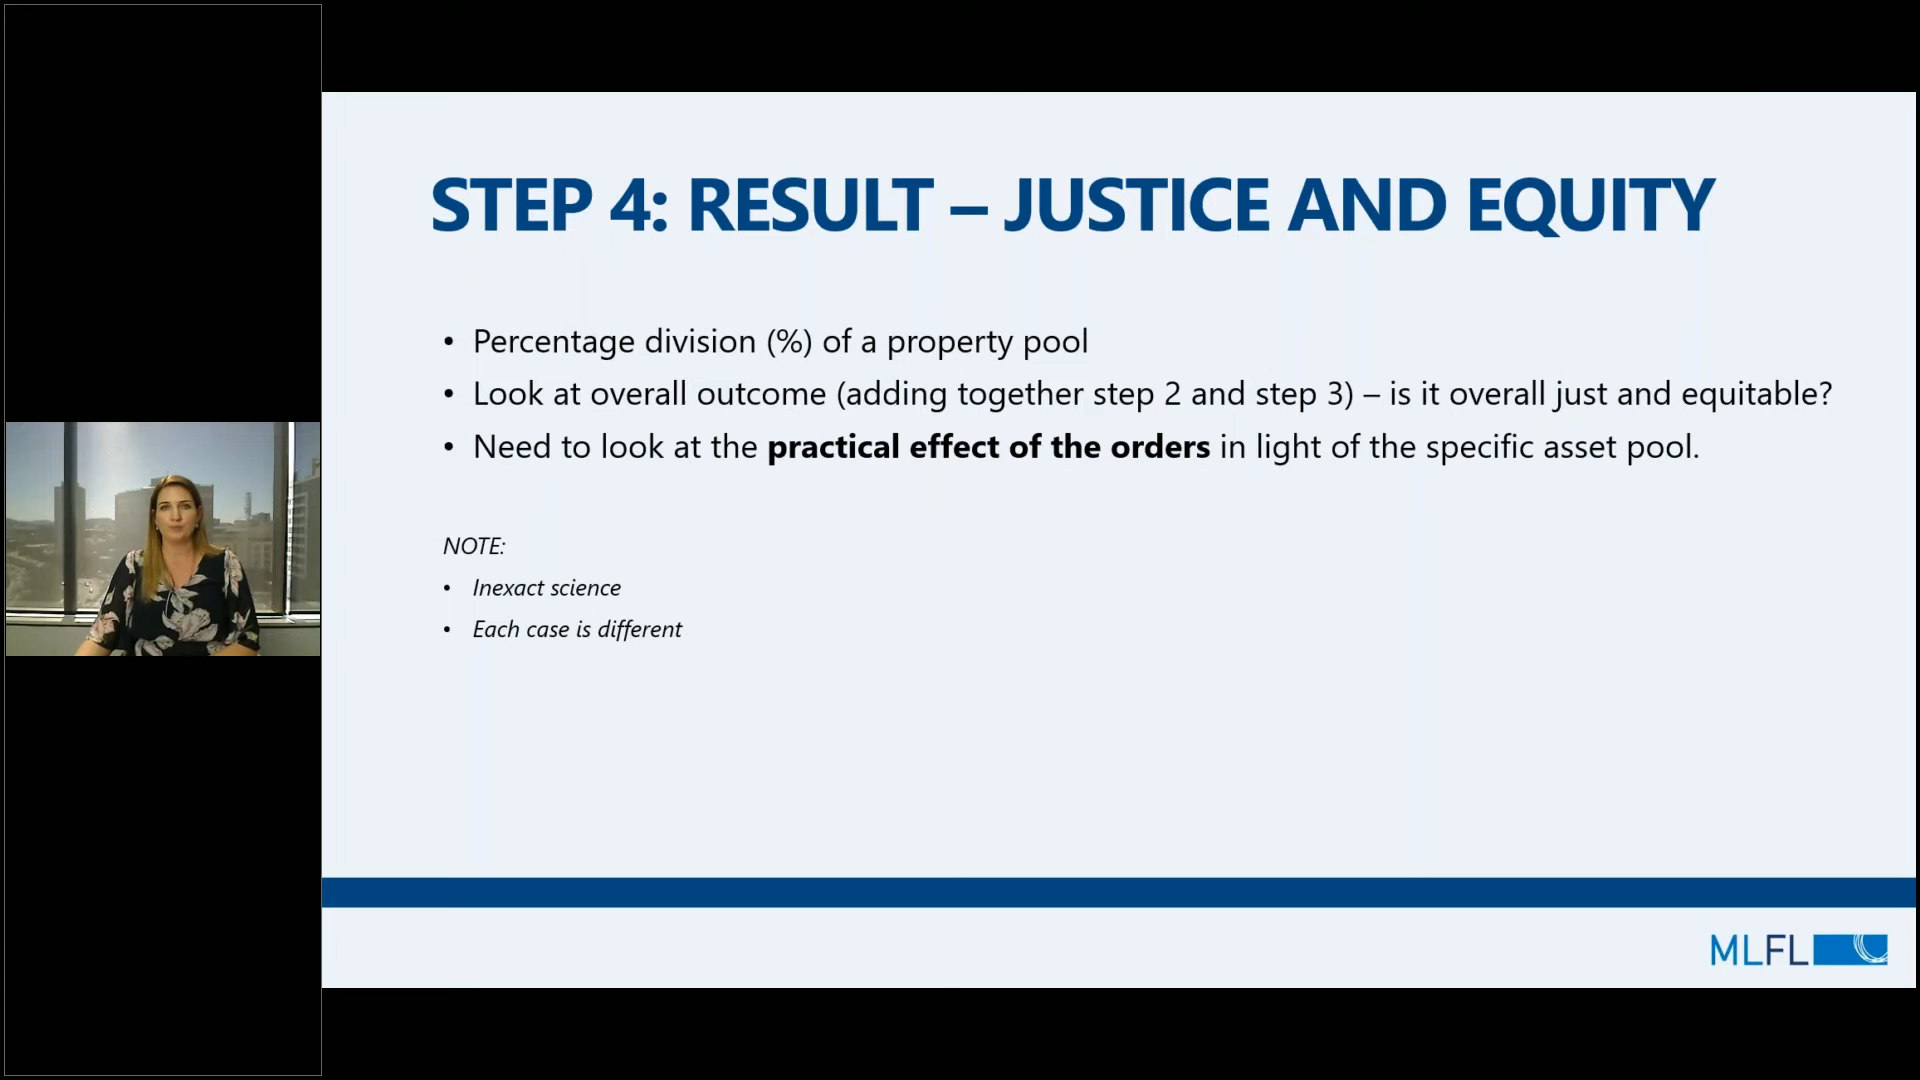 STEP 4: RESULT – JUSTICE AND EQUITY
• Percentage division (%) of a property pool
• Look at overall outcome (adding together step 2 and step 3) – is it overall just and equitable?
• Need to look at the practical effect of the orders in light of the specific asset pool.
NOTE:
• Inexact science
• Each case is different
MLFL